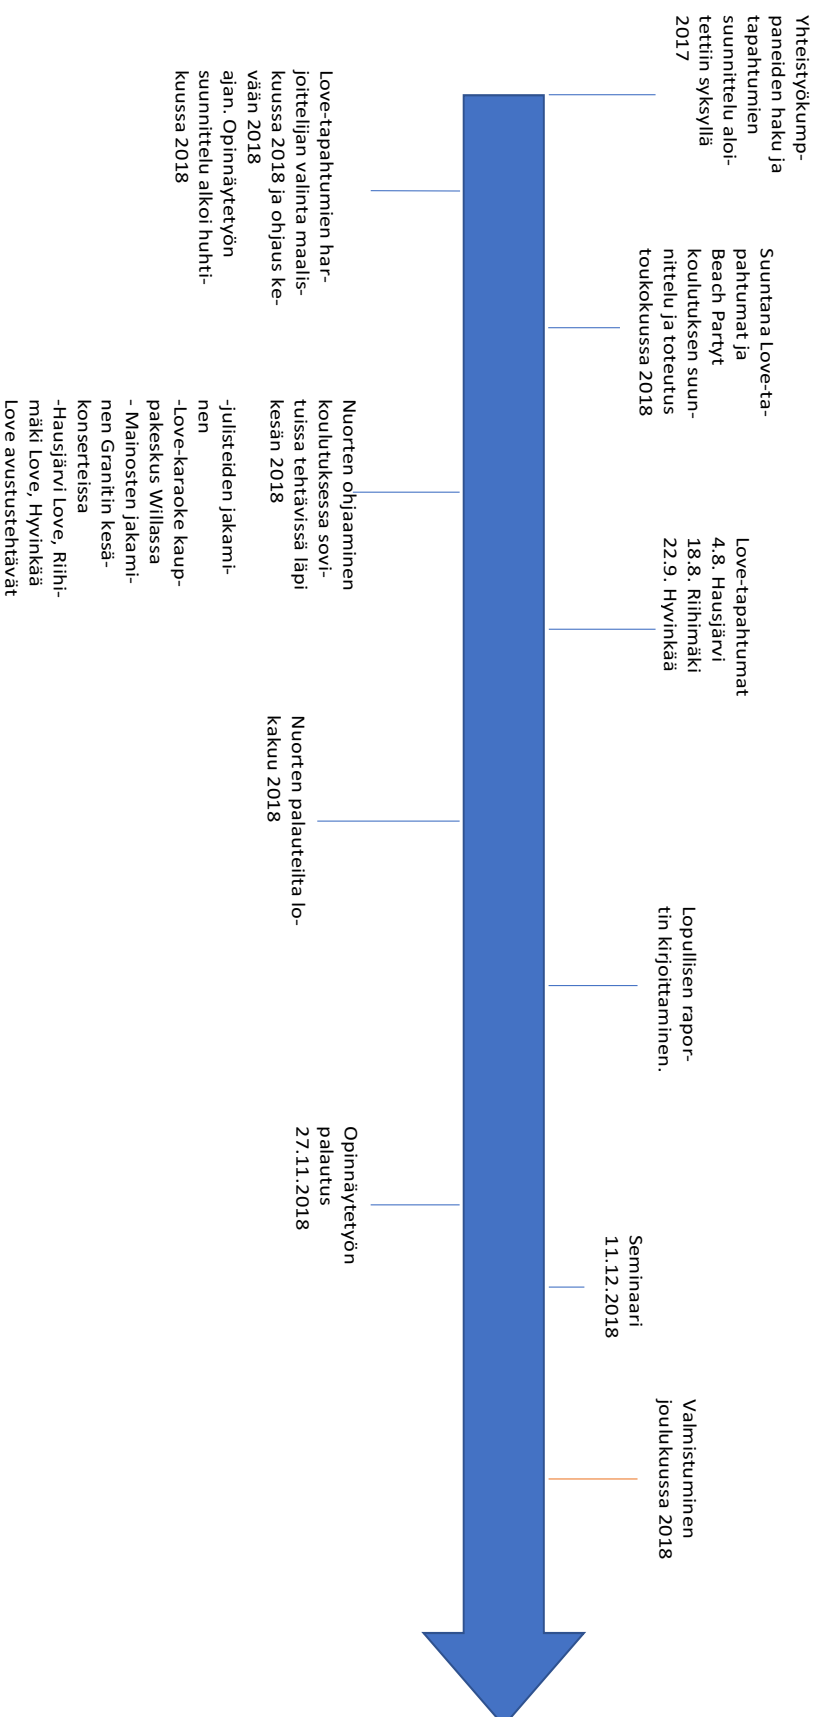 Yhteistyökump-
paneiden haku ja
tapahtumien
suunnittelu aloi-
tettiin syksyllä
2017
Love-tapahtumien har-
joittelijan valinta maalis-
kuussa 2018 ja ohjaus ke-
vään 2018
ajan. Opinnäytetyön
suunnittelu alkoi huhti-
kuussa 2018
Suuntana Love-ta-
pahtumat ja
Beach Partyt
koulutuksen suun-
nittelu ja toteutus
toukokuussa 2018
Nuorten ohjaaminen
koulutuksessa sovi-
tuissa tehtävissä läpi
kesän 2018
-julisteiden jakami-
nen
-Love-karaoke kaup-
pakeskus Willassa
- Mainosten jakami-
nen Granitin kesä-
konserteissa
-Hausjärvi Love, Riihi-
mäki Love, Hyvinkää
Love avustustehtävät
Love-tapahtumat
4.8. Hausjärvi
18.8. Riihimäki
22.9. Hyvinkää
Nuorten palauteilta lo-
kakuu 2018
Lopullisen rapor-
tin kirjoittaminen.
Opinnäytetyön
palautus
27.11.2018
Seminaari
11.12.2018
Valmistuminen
joulukuussa 2018